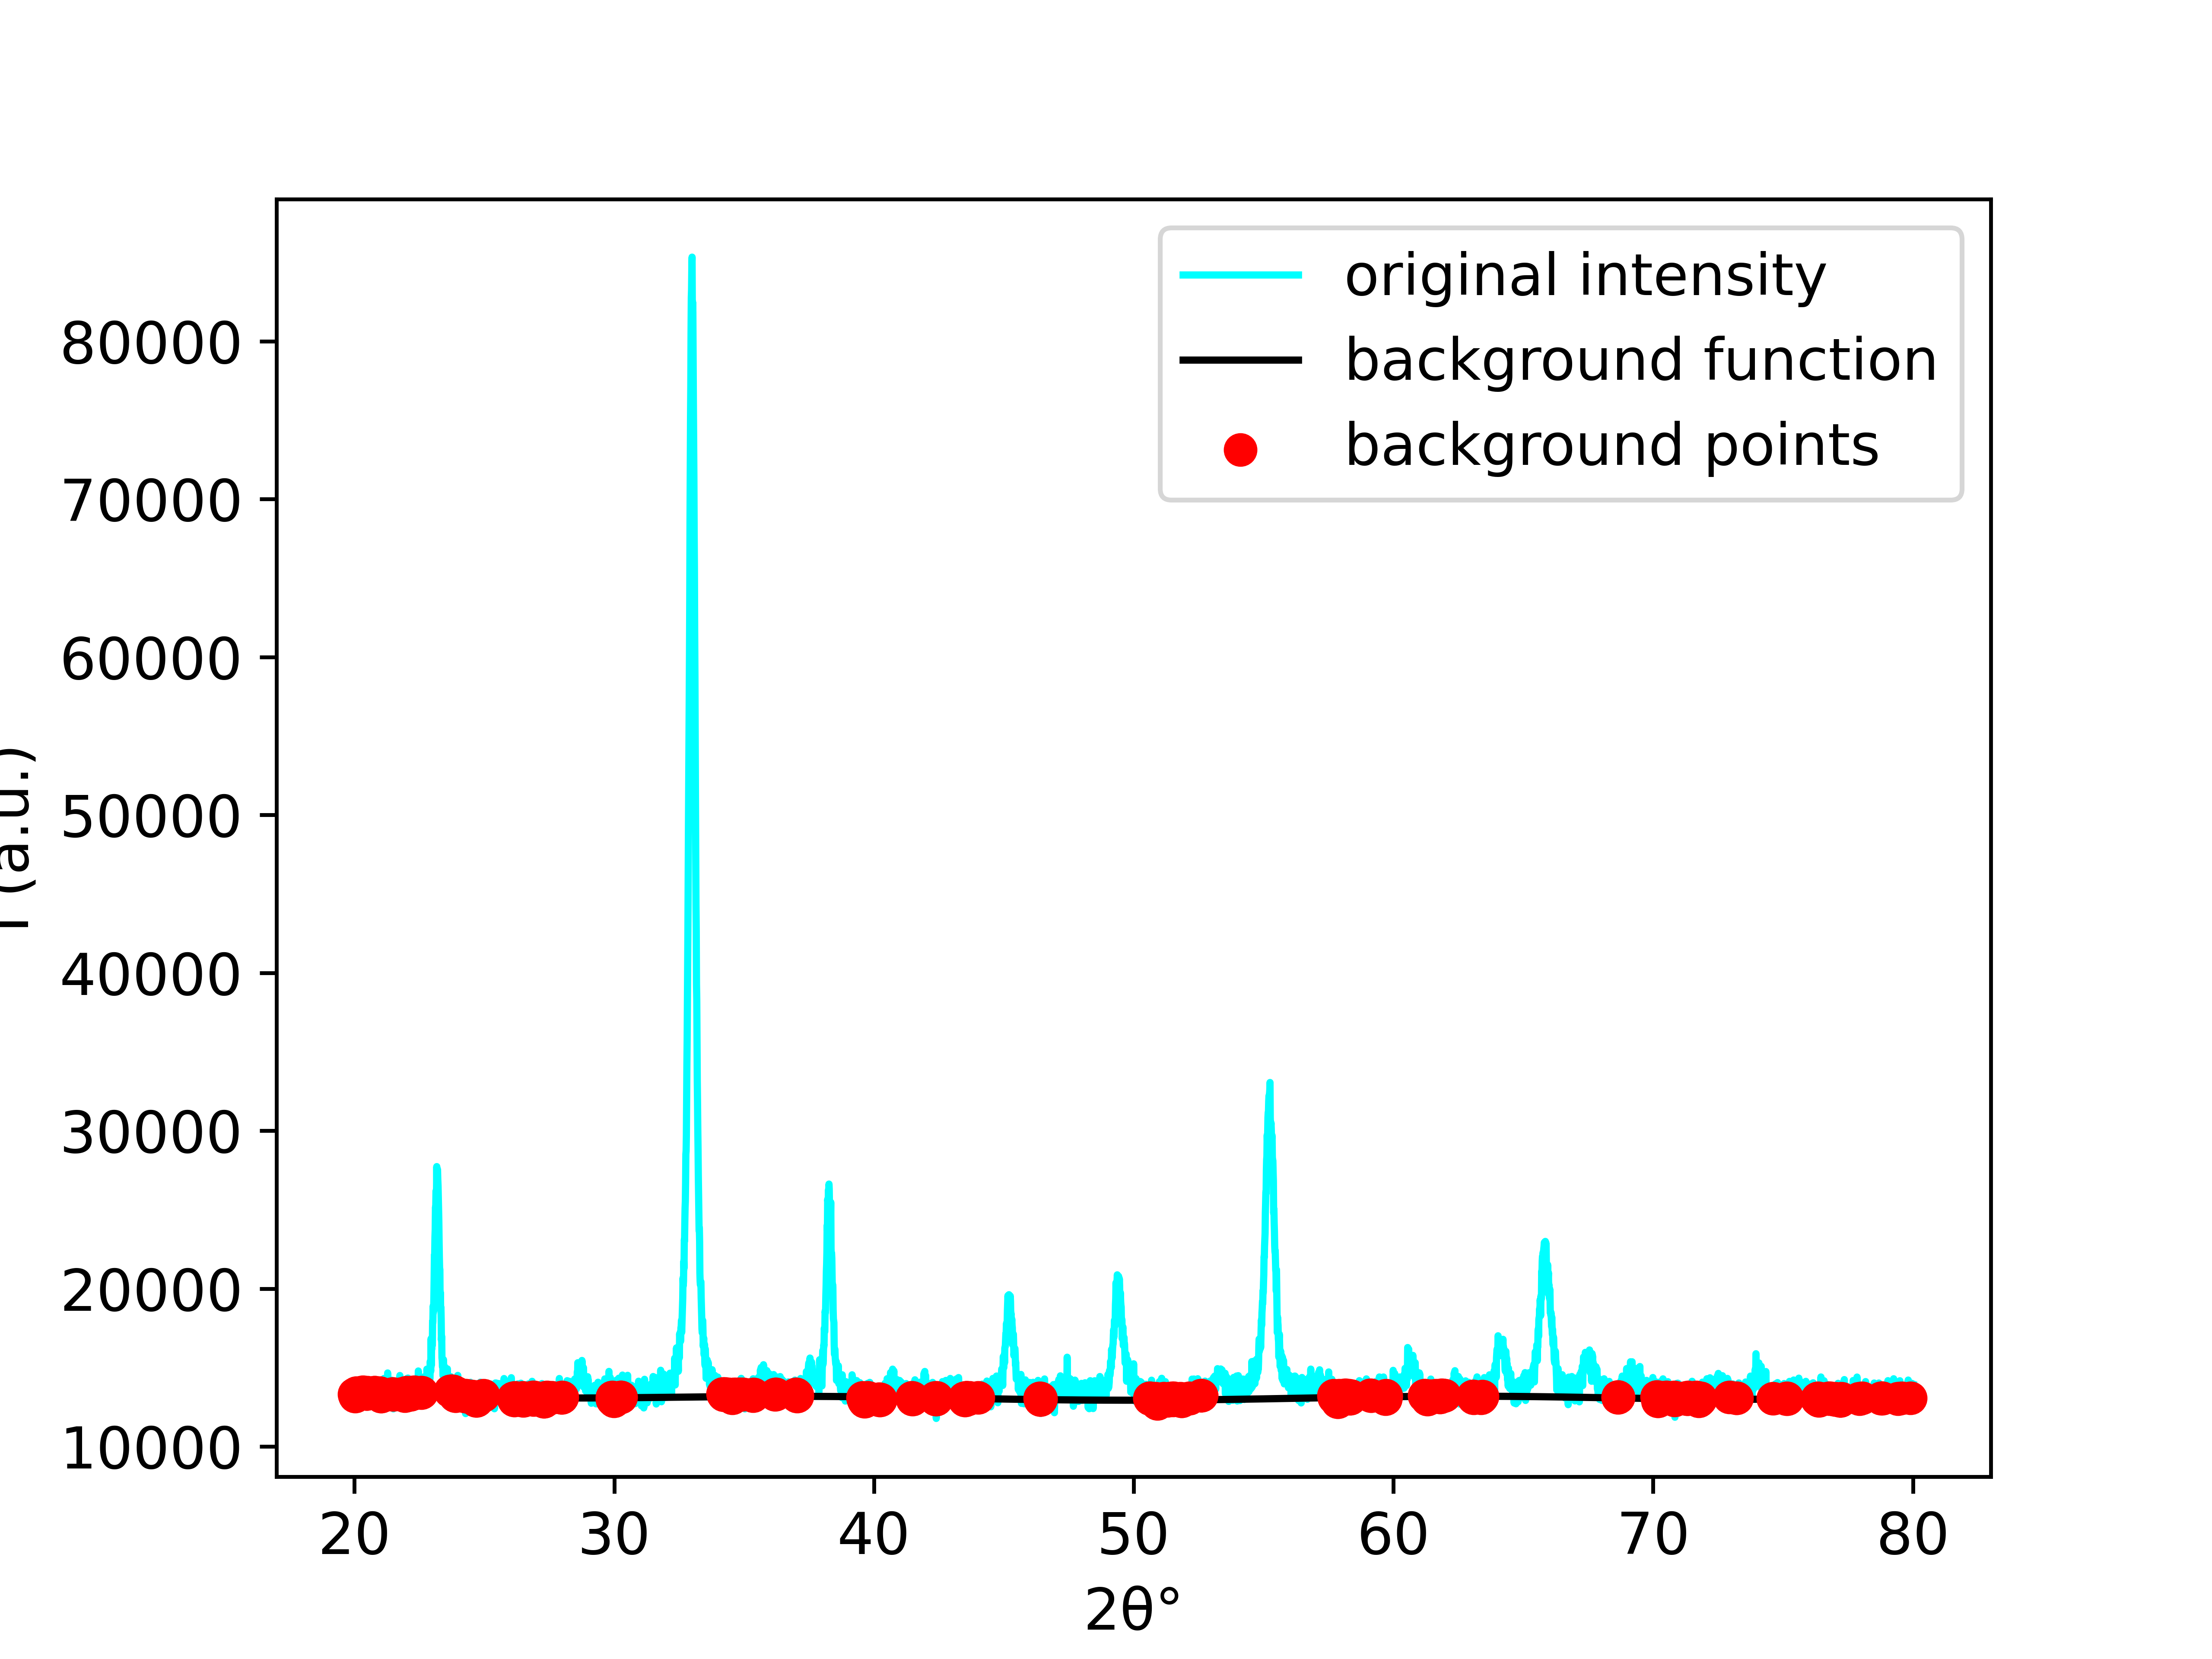 original intensity
background function
background points
80000
70000
60000
50000
40000
30000
20000
10000
(a.u.)
20 30 40 50 60 70 80
2θ°